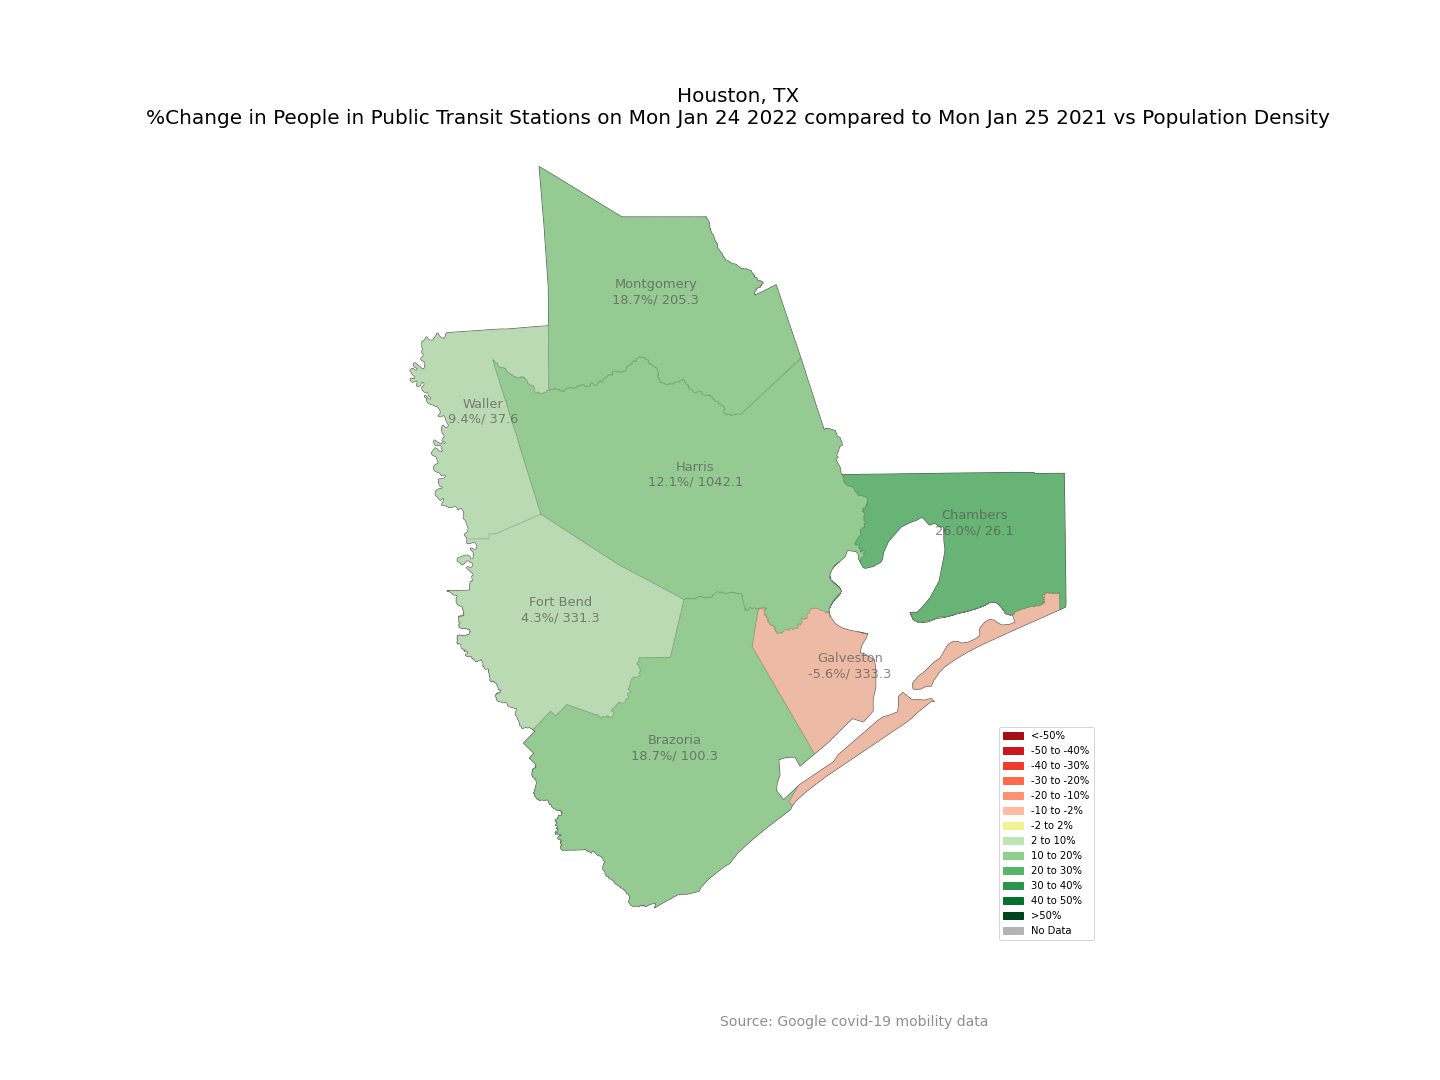 Houston, TX
%Change in People in Public Transit Stations on Mon Jan 24 2022 compared to Mon Jan 25 2021 vs Population Density
Montgomery
18.7%/ 205.3
Waller
9.4%/ 37.6
Harris
12.1%/ 1042.1
Chambers
26.0%/ 26.1
Fort Bend
4.3%/ 331.3
Galveston
-5.6%/ 333.3
Brazoria
18.7%/ 100.3
<-50%
-50 to -40%
-40 to -30%
-30 to -20%
-20 to -10%
-10 to -2%
-2 to 2%
2 to 10%
10 to 20%
20 to 30%
30 to 40%
40 to 50%
>50%
No Data
Source: Google covid-19 mobility data